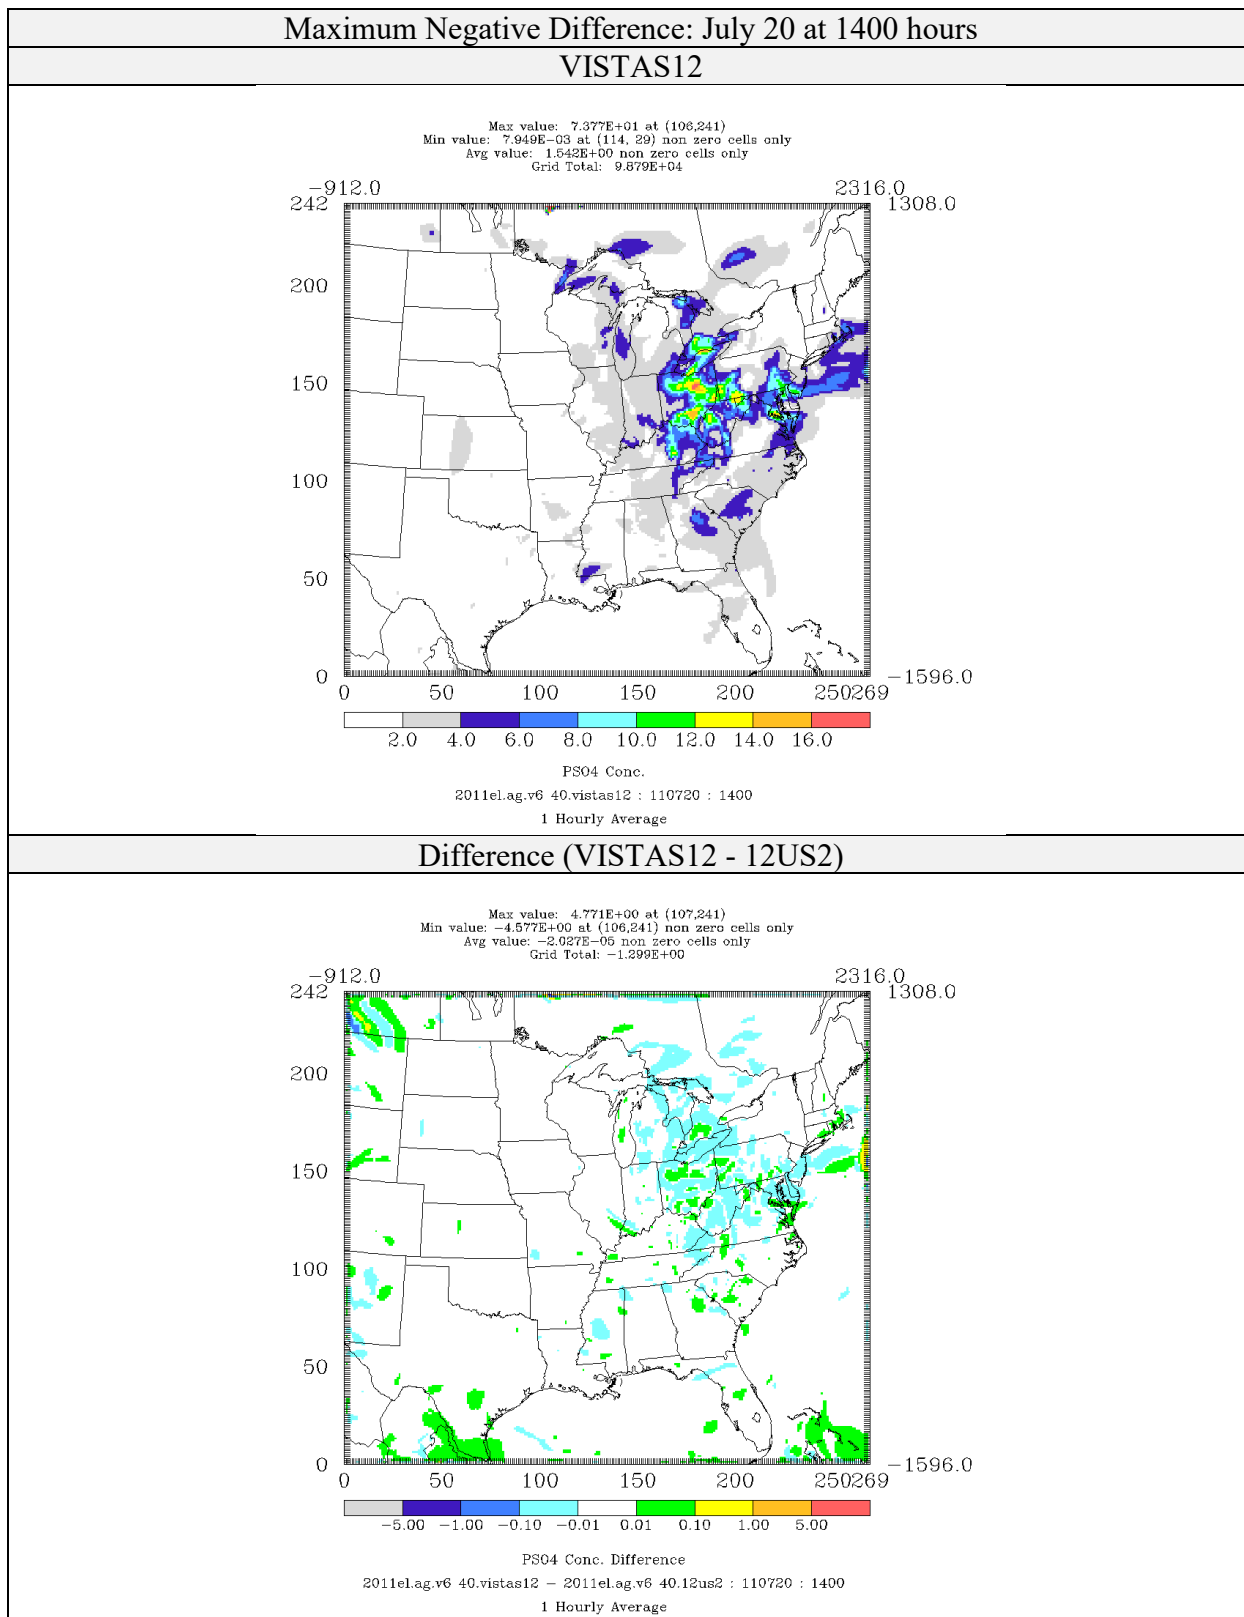 Maximum Negative Difference: July 20 at 1400 hours
VISTAS12
Max value: 7.377E+01 at (106,241)
Min value: 7.949E-03 at (114, 29) non zero cells only
Avg value: 1.542E+00 non zero cells only
Grid Total: 9.879E+04
-912.0 2316.0
242 1308.0
200
150
100
50
0 -1596.0
0 50 100 150 200 250269
2.0 4.0 6.0 8.0 10.0 12.0 14.0 16.0
PSO4 Conc.
2011el.ag.v6 40.vistas12 : 110720 : 1400
1 Hourly Average
Difference (VISTAS12 - 12US2)
Max value: 4.771E+00 at (107,241)
Min value: -4.577E+00 at (106,241) non zero cells only
Avg value: -2.027E-05 non zero cells only
Grid Total: -1.299E+00
-912.0 2316.0
242 1308.0
200
150
100
50
0 -1596.0
0 50 100 150 200 250269
-5.00 -1.00 -0.10 -0.01 0.01 0.10 1.00 5.00
PSO4 Conc. Difference
2011el.ag.v6 40.vistas12 - 2011el.ag.v6 40.12us2 : 110720 : 1400
1 Hourly Average